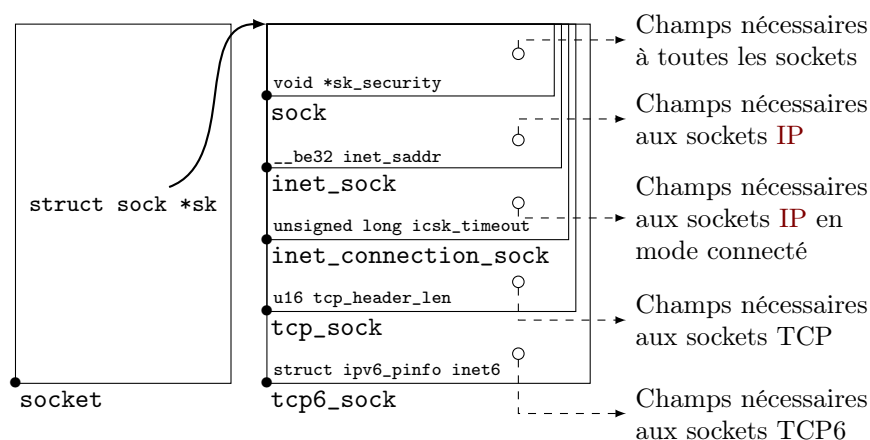 struct sock *sk
socket
void *sk_security
sock
__be32 inet_saddr
inet_sock
unsigned long icsk_timeout
inet_connection_sock
u16 tcp_header_len
tcp_sock
struct ipv6_pinfo inet6
tcp6_sock
Champs nécessaires
à toutes les sockets
Champs nécessaires
aux sockets IP
Champs nécessaires
aux sockets IP en
mode connecté
Champs nécessaires
aux sockets TCP
Champs nécessaires
aux sockets TCP6